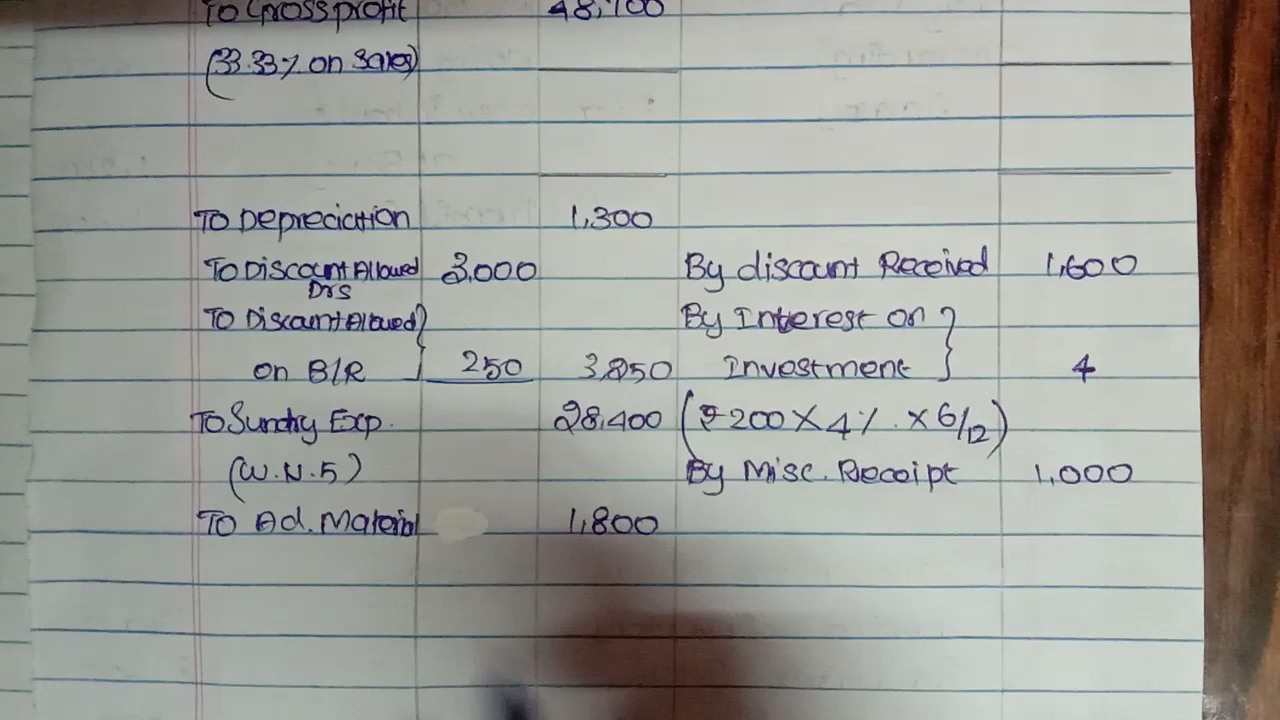 To Gross profit 48,100
(33.33% on Sales)
To Depreciation 1,300
To Discount Allowed 3,000 By discount Received 1,600
Drs
To Discount Allowed } By Interest on }
on B/R 250 3,250 Investment 4
To Sundry Exp. 28,400 (₹200 X 4% . X 6/12)
(W.N.5) By Misc. Receipt 1,000
To Ad. Material 1,800